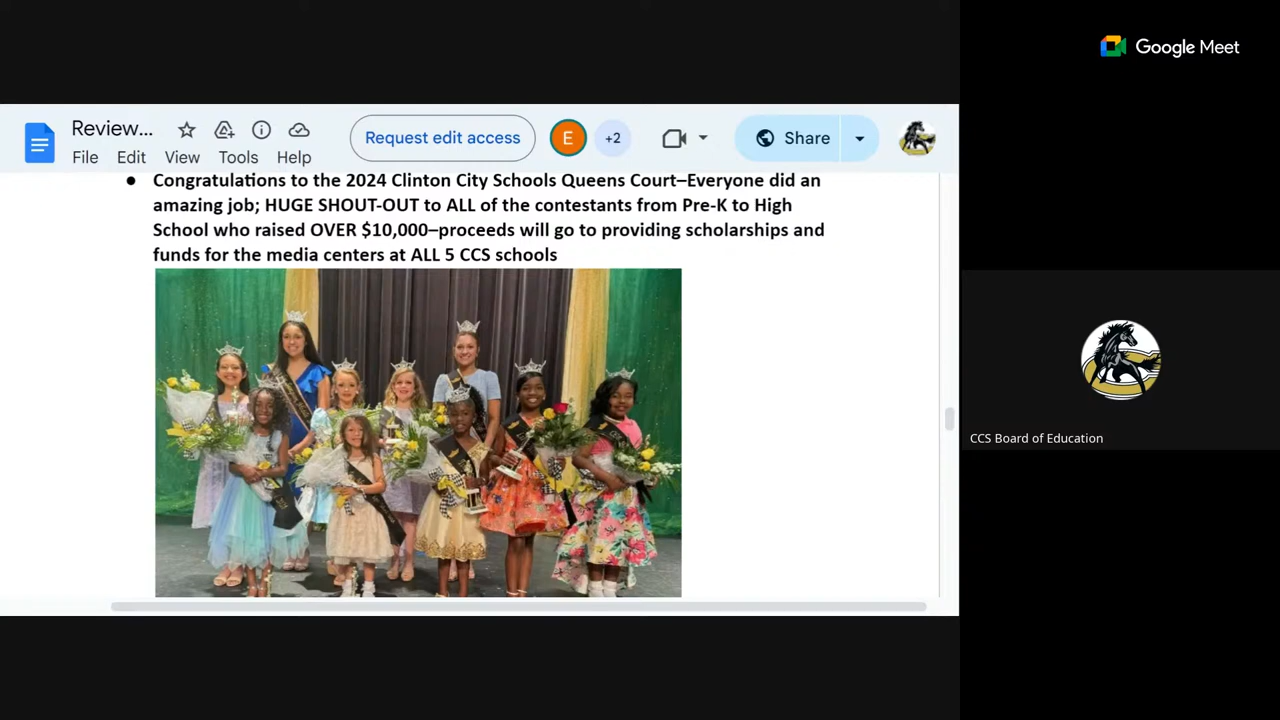 Google Meet
Review...
Request edit access
E
+2
Share
File Edit View Tools Help
● Congratulations to the 2024 Clinton City Schools Queens Court–Everyone did an
amazing job; HUGE SHOUT-OUT to ALL of the contestants from Pre-K to High
School who raised OVER $10,000–proceeds will go to providing scholarships and
funds for the media centers at ALL 5 CCS schools
CCS Board of Education